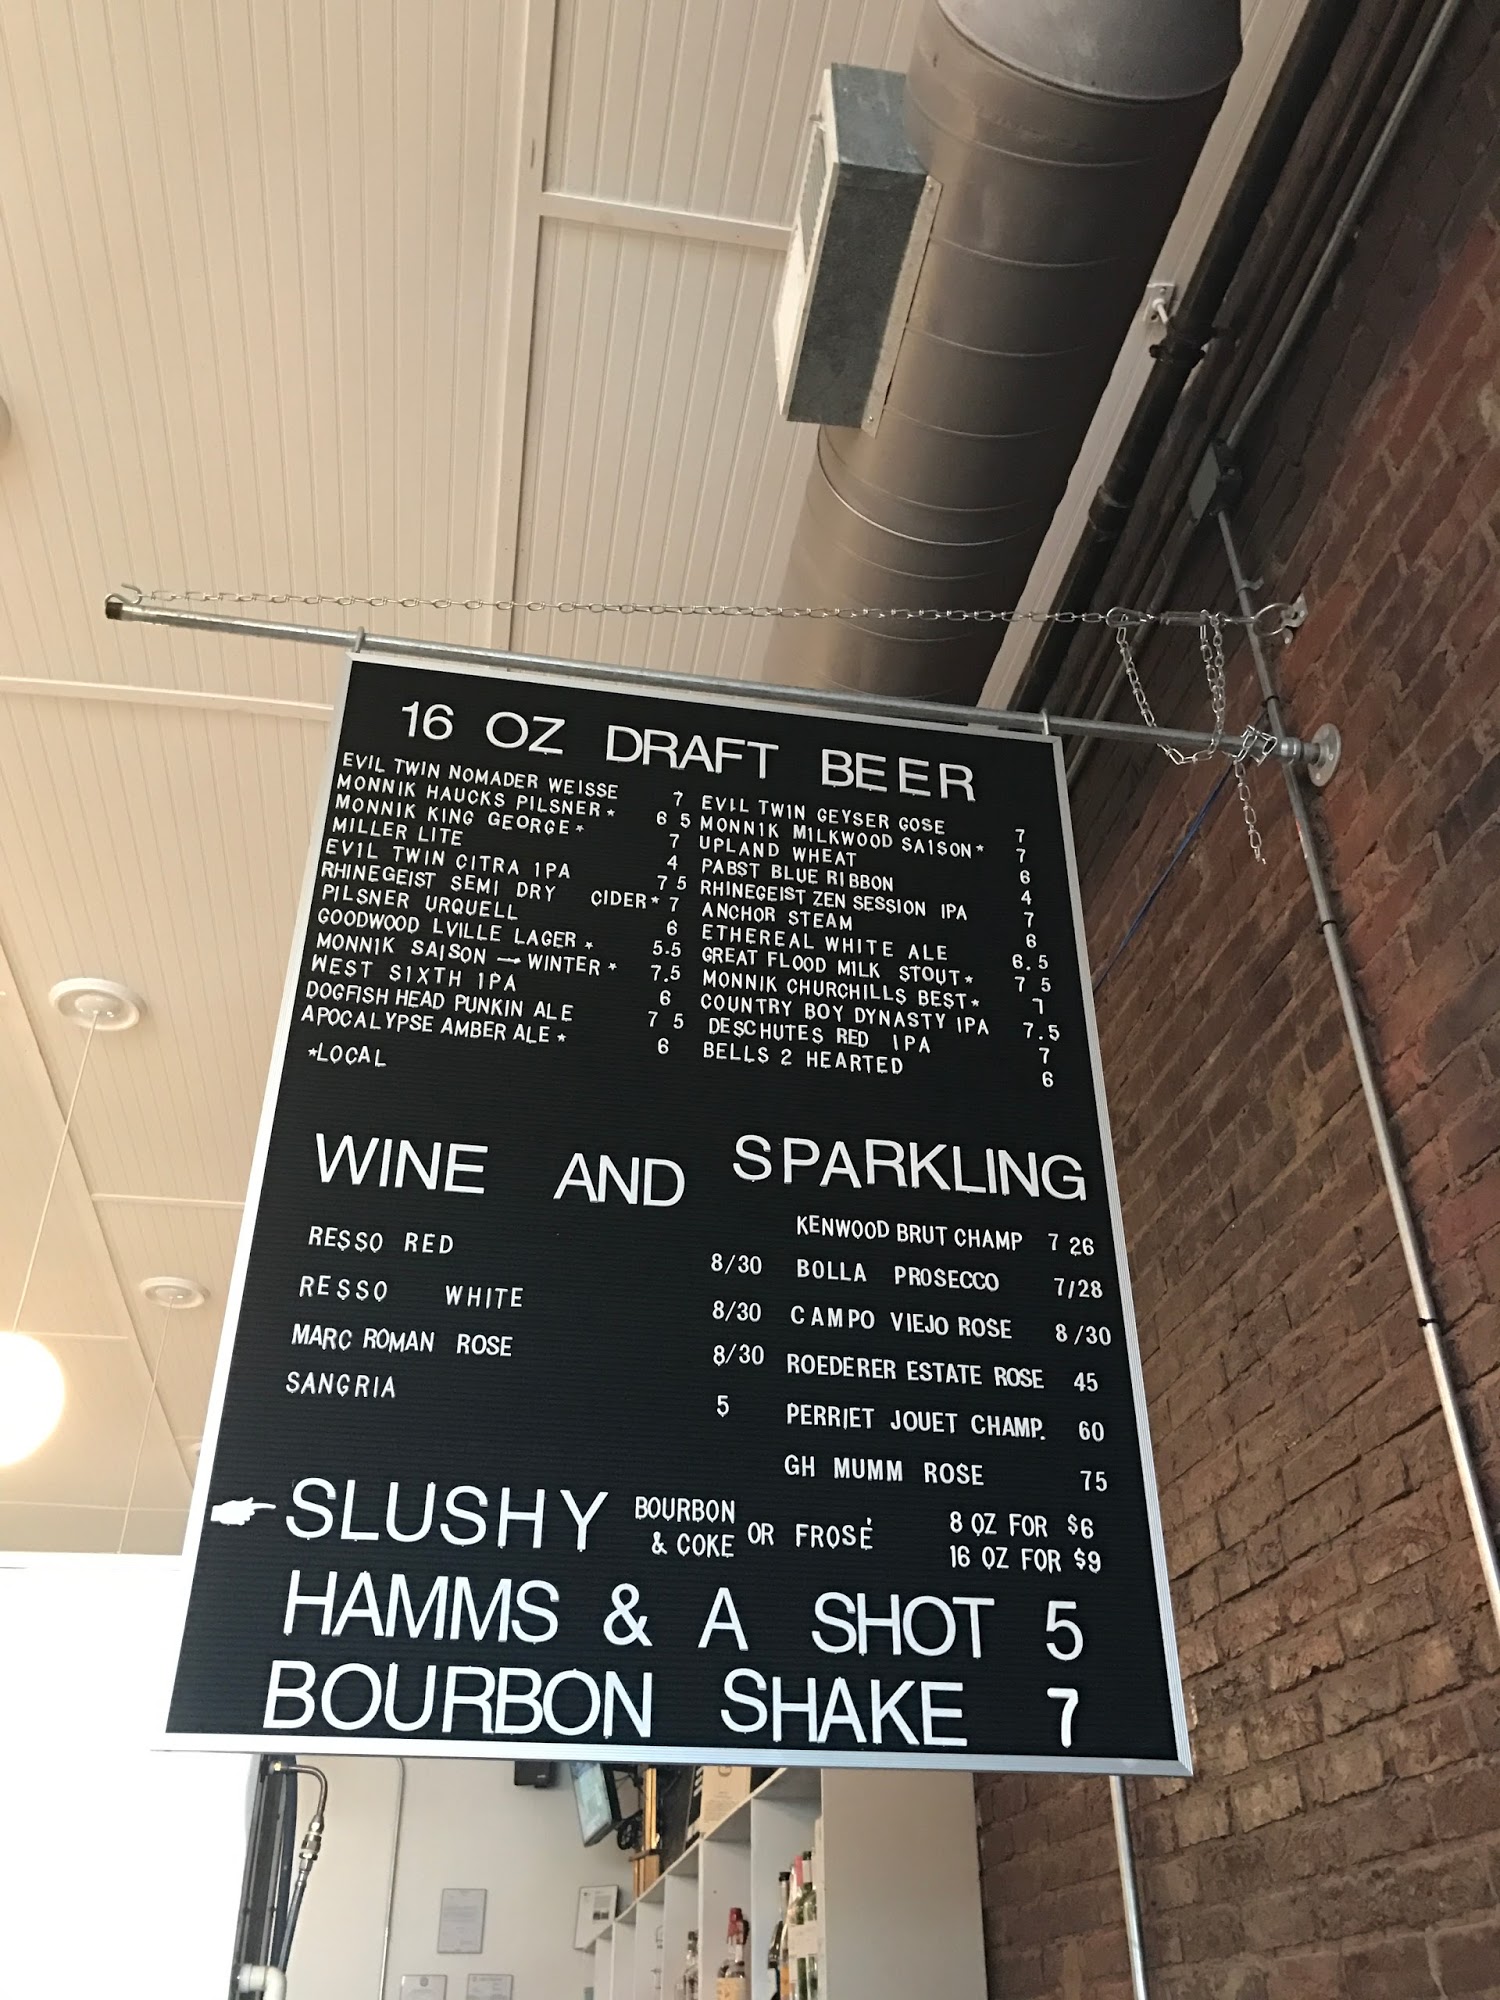 16 OZ DRAFT BEER
EVIL TWIN NOMADER WEISSE 7
MONNIK HAUCKS PILSNER* 6 5
MONNIK KING GEORGE* 7
MILLER LITE 4
EVIL TWIN CITRA IPA 7 5
RHINEGEIST SEMI DRY CIDER* 7
PILSNER URQUELL 6
GOODWOOD LVILLE LAGER * 5.5
MONNIK SAISON — WINTER * 7.5
WEST SIXTH IPA 6
DOGFISH HEAD PUNKIN ALE 7 5
APOCALYPSE AMBER ALE * 6
*LOCAL
EVIL TWIN GEYSER GOSE 7
MONNIK MILKWOOD SAISON* 7
UPLAND WHEAT 6
PABST BLUE RIBBON 4
RHINEGEIST ZEN SESSION IPA 7
ANCHOR STEAM 6
ETHEREAL WHITE ALE 6.5
GREAT FLOOD MILK STOUT* 7 5
MONNIK CHURCHILLS BEST* 7
COUNTRY BOY DYNASTY IPA 7.5
DESCHUTES RED IPA 7
BELLS 2 HEARTED 6
WINE AND SPARKLING
RESSO RED 8/30
RESSO WHITE 8/30
MARC ROMAN ROSE 8/30
SANGRIA 5
KENWOOD BRUT CHAMP 7 26
BOLLA PROSECCO 7/28
CAMPO VIEJO ROSE 8/30
ROEDERER ESTATE ROSE 45
PERRIET JOUET CHAMP. 60
GH MUMM ROSE 75
SLUSHY BOURBON & COKE OR FROSÉ
8 OZ FOR $6
16 OZ FOR $9
HAMMS & A SHOT 5
BOURBON SHAKE 7